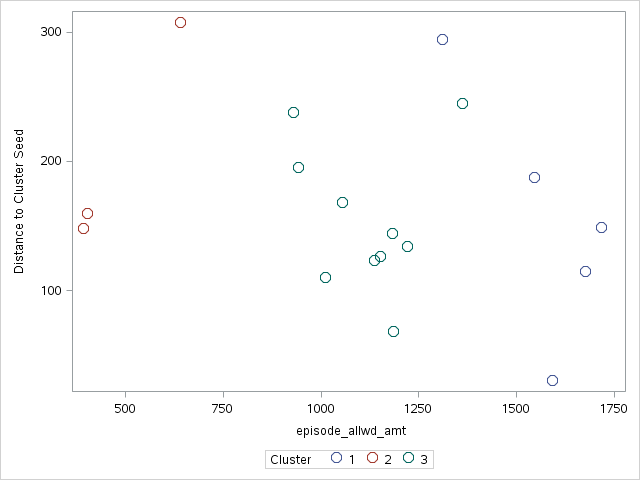 300
200
100
Distance to Cluster Seed
500 750 1000 1250 1500 1750
episode_allwd_amt
Cluster 1 2 3